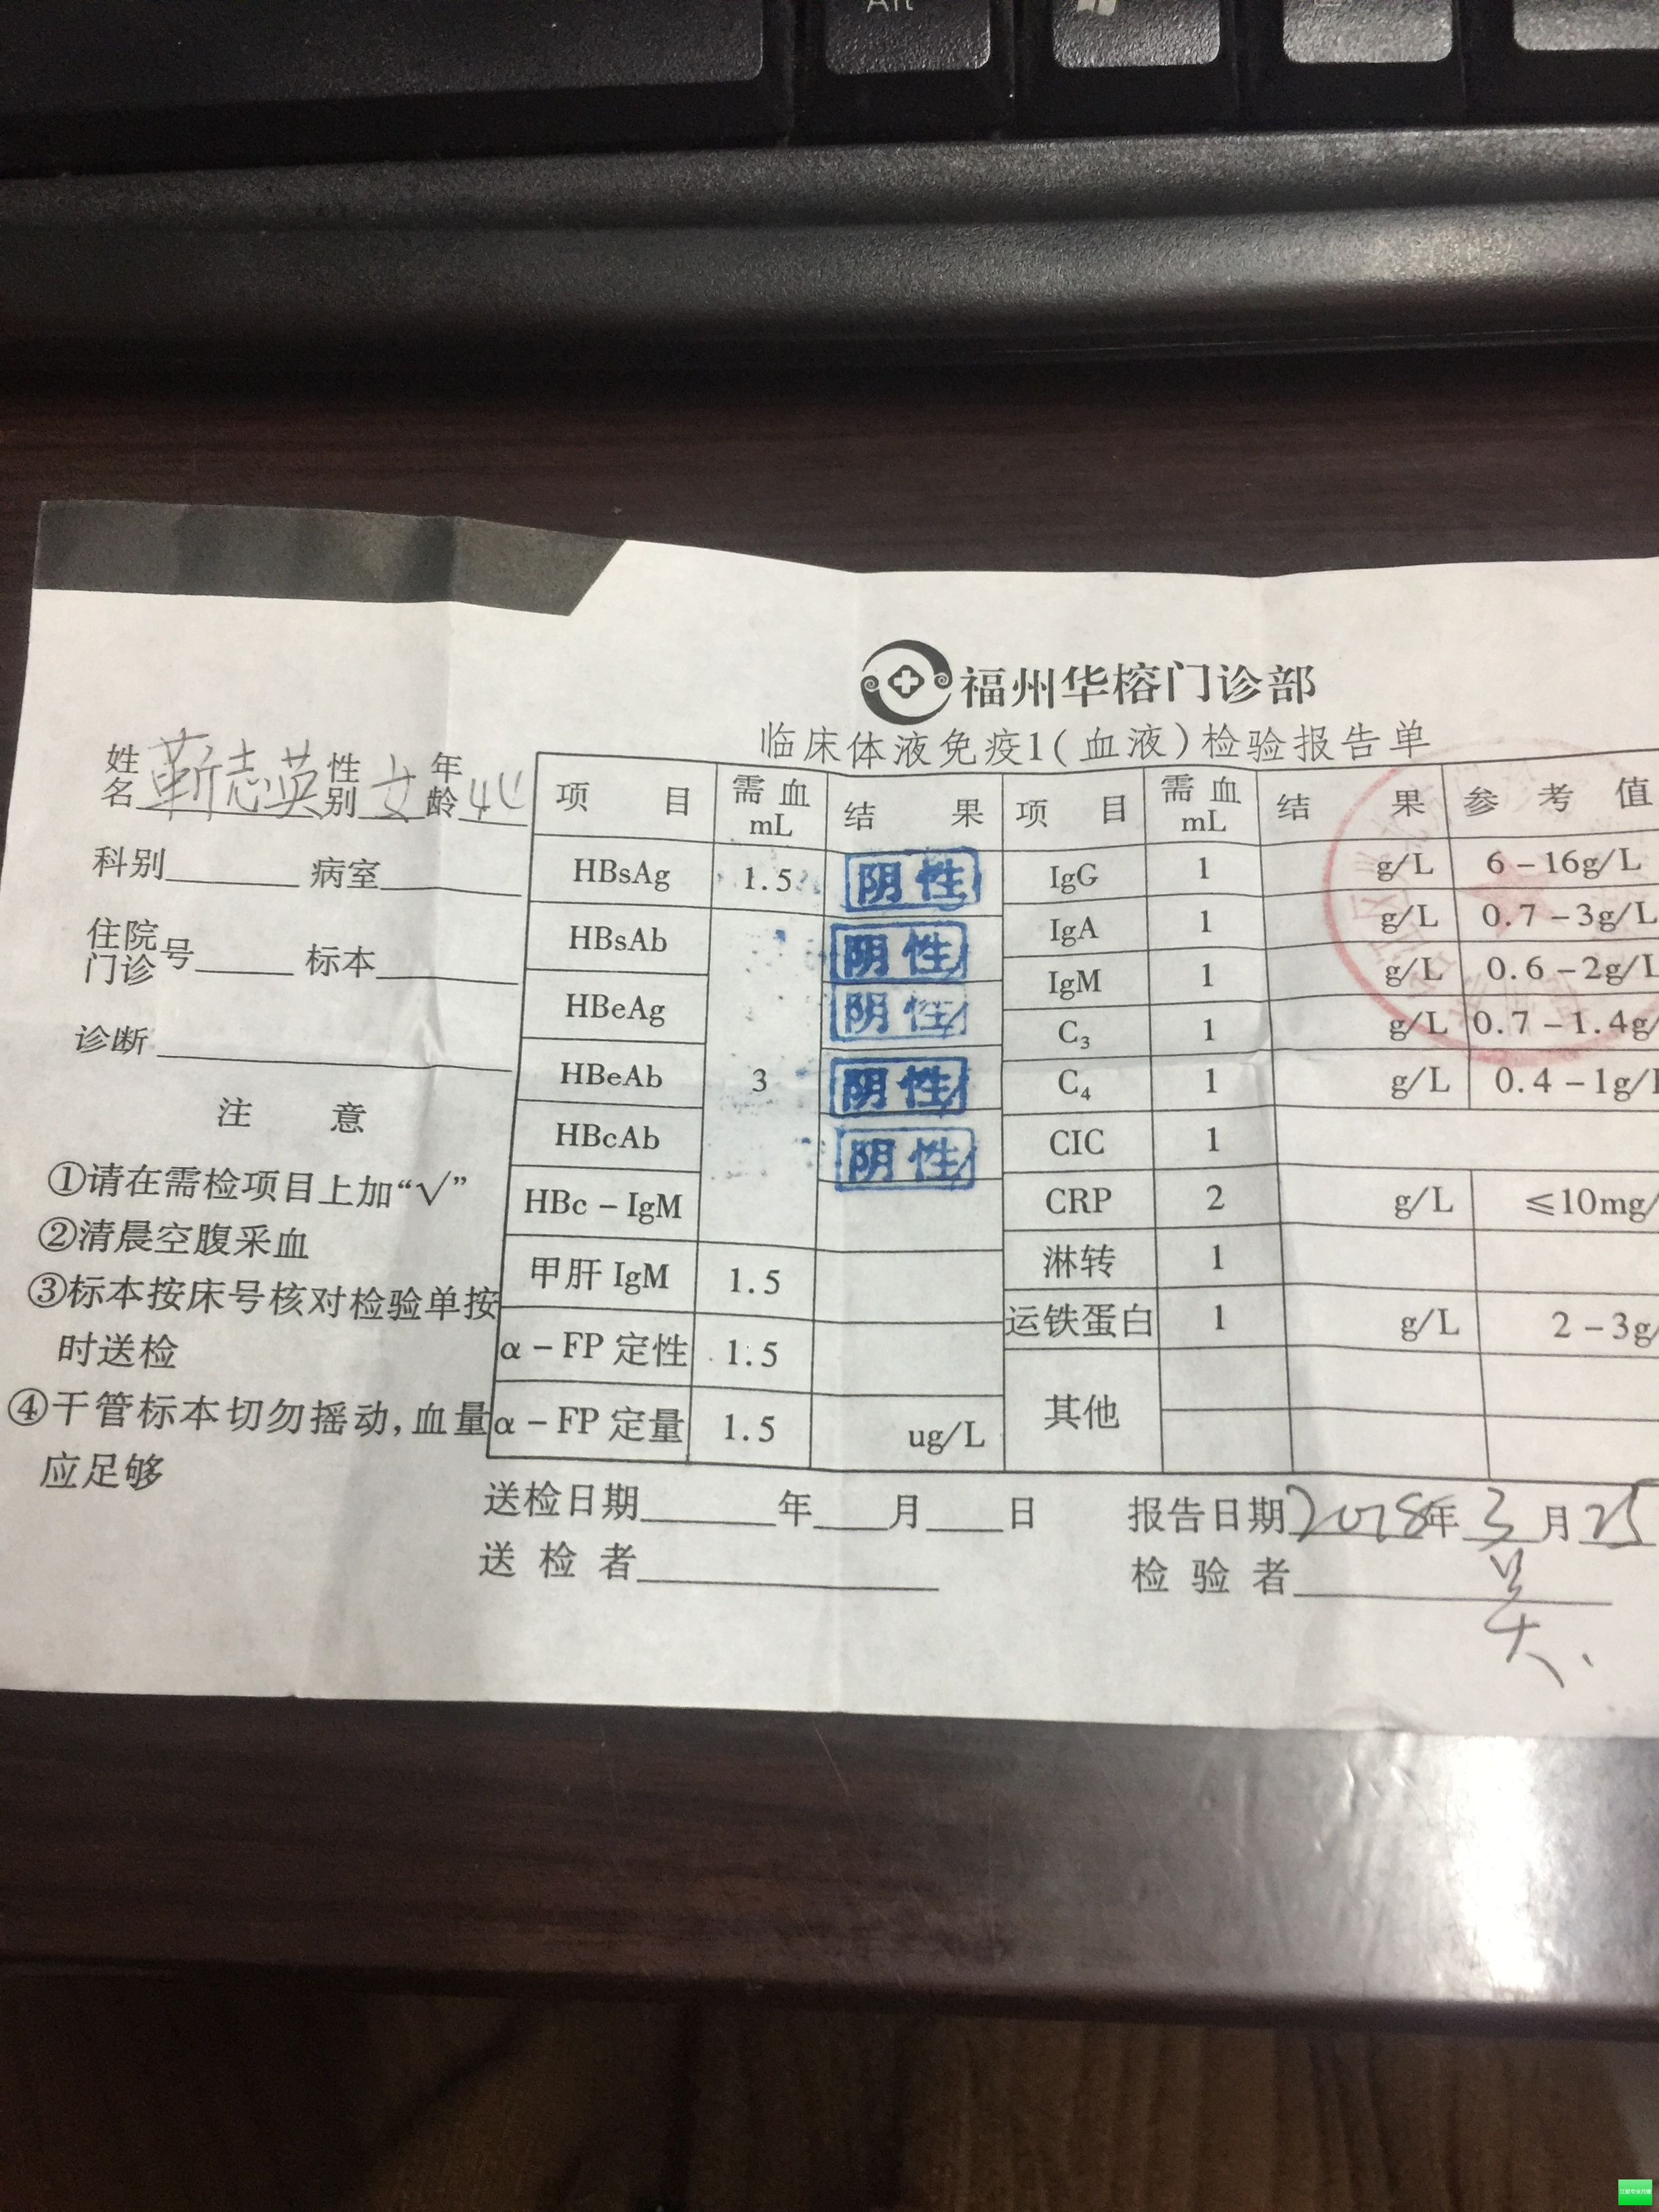 Alt
福州华榕门诊部
临床体液免疫1(血液)检验报告单
姓名 靳志英 性别 女 年龄 44
科别 病室
住院门诊号 标本
诊断
注 意
①请在需检项目上加“√”
②清晨空腹采血
③标本按床号核对检验单按
时送检
④干管标本切勿摇动,血量
应足够
项 目 需血mL 结 果 项 目 需血mL 结 果 参 考 值
HBsAg 1.5 阴性 IgG 1 g/L 6-16g/L
HBsAb 阴性 IgA 1 g/L 0.7-3g/L
HBeAg 阴性 IgM 1 g/L 0.6-2g/L
C₃ 1 g/L 0.7-1.4g/
HBeAb 3 阴性 C₄ 1 g/L 0.4-1g/
HBcAb 阴性 CIC 1
HBc-IgM CRP 2 g/L ≤10mg/
甲肝 IgM 1.5 淋转 1
α-FP 定性 1.5 运铁蛋白 1 g/L 2-3g/
α-FP 定量 1.5 ug/L 其他
送检日期 年 月 日 报告日期 2018年 3 月 25
送 检 者 检 验 者